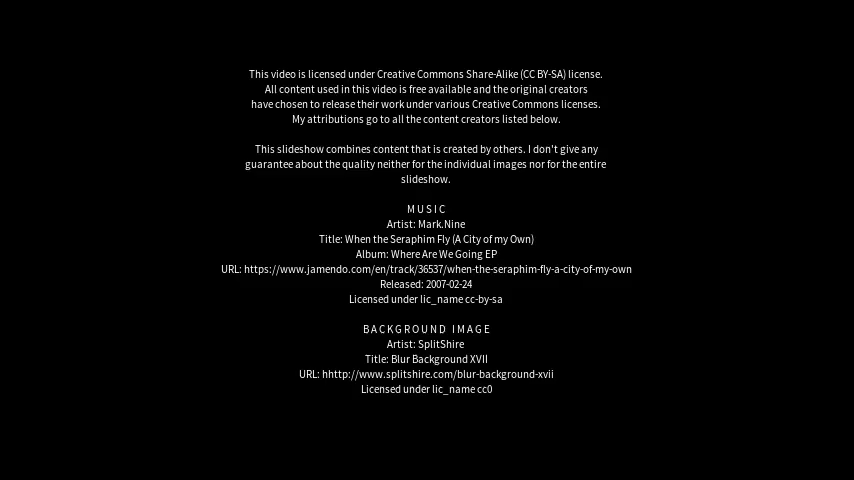 This video is licensed under Creative Commons Share-Alike (CC BY-SA) license.
All content used in this video is free available and the original creators
have chosen to release their work under various Creative Commons licenses.
My attributions go to all the content creators listed below.
This slideshow combines content that is created by others. I don't give any
guarantee about the quality neither for the individual images nor for the entire
slideshow.
MUSIC
Artist: Mark.Nine
Title: When the Seraphim Fly (A City of my Own)
Album: Where Are We Going EP
URL: https://www.jamendo.com/en/track/36537/when-the-seraphim-fly-a-city-of-my-own
Released: 2007-02-24
Licensed under lic_name cc-by-sa
BACKGROUND IMAGE
Artist: SplitShire
Title: Blur Background XVII
URL: hhttp://www.splitshire.com/blur-background-xvii
Licensed under lic_name cc0